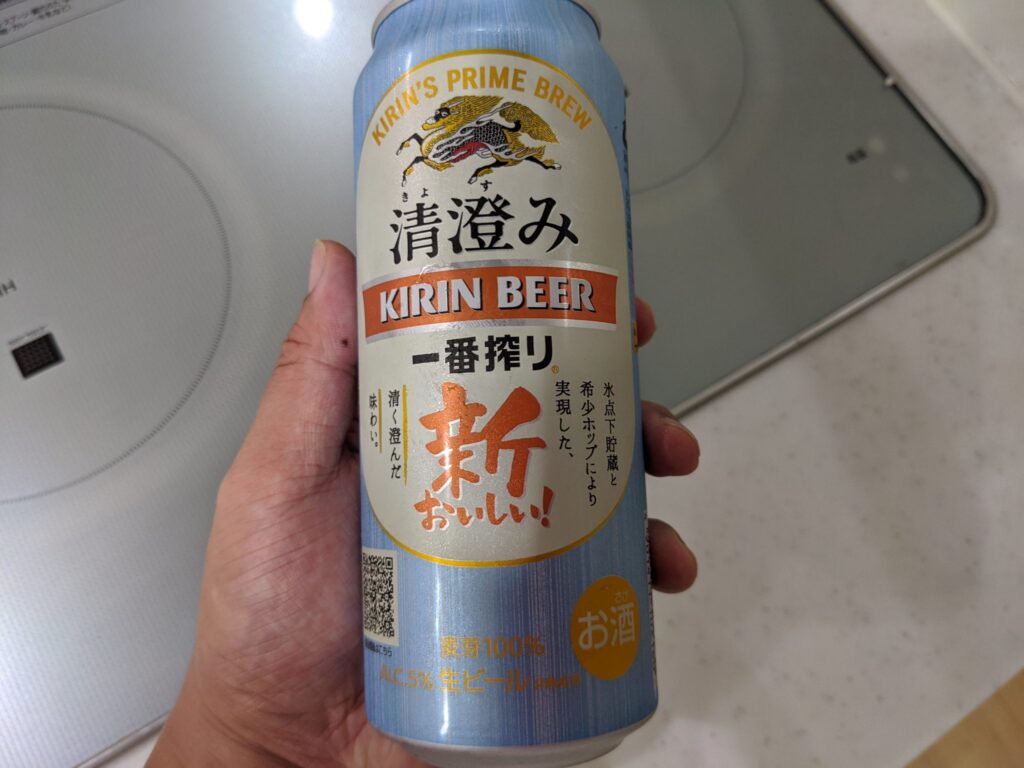 KIRIN'S PRIME BREW
きよす
清澄み
KIRIN BEER
一番搾り®
氷点下貯蔵と
希少ホップにより
実現した、
新
おいしい!
清く澄んだ
味わい。
お酒
さけ
麦芽100%
ALC.5% 生ビール